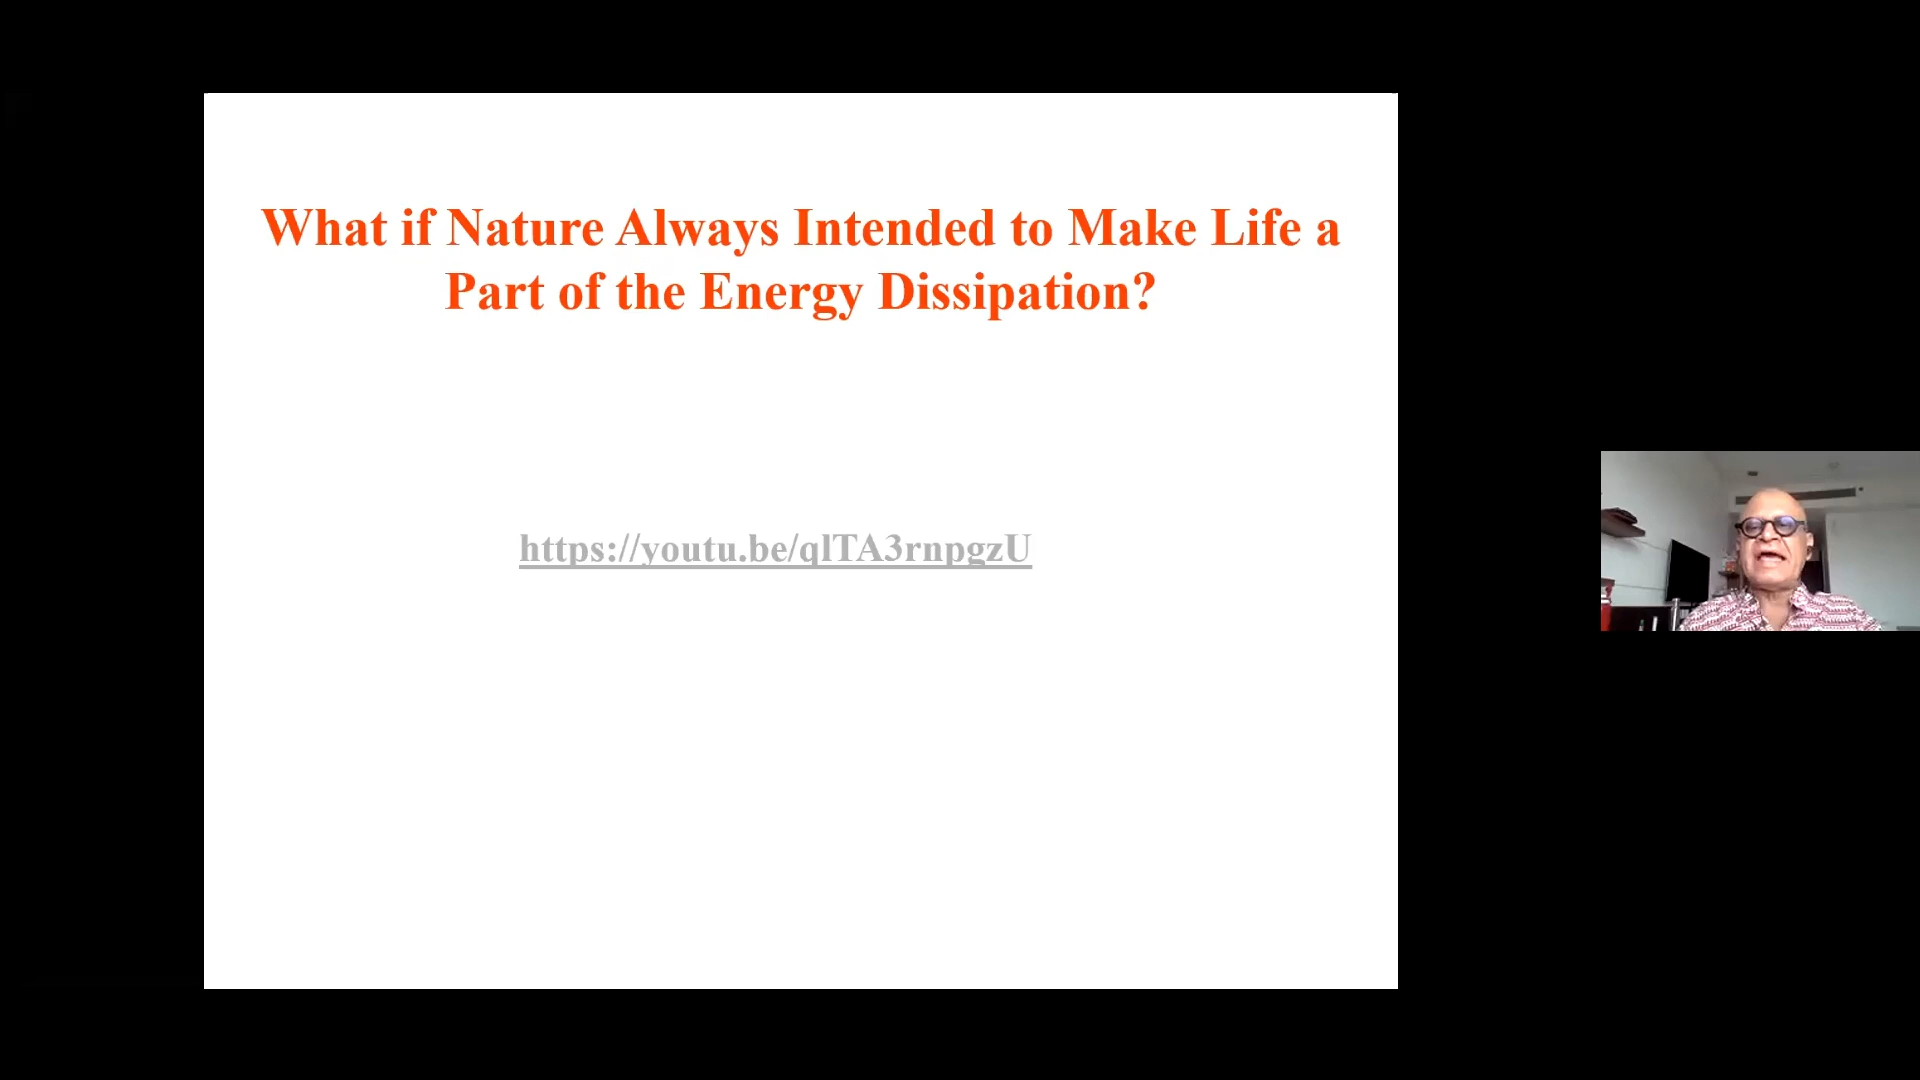 What if Nature Always Intended to Make Life a
Part of the Energy Dissipation?
https://youtu.be/qlTA3rnpgzU